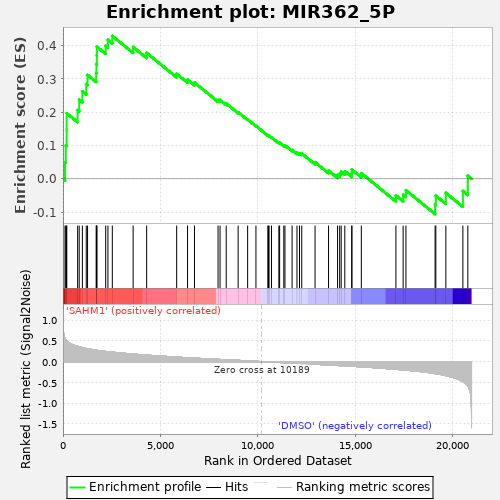 Enrichment plot: MIR362_5P
Enrichment score (ES)
0.4
0.3
0.2
0.1
0.0
-0.1
'SAHM1' (positively correlated)
Ranked list metric (Signal2Noise)
1.0
0.5
0.0
-0.5
-1.0
-1.5
Zero cross at 10189
'DMSO' (negatively correlated)
0 5,000 10,000 15,000 20,000
Rank in Ordered Dataset
Enrichment profile Hits Ranking metric scores